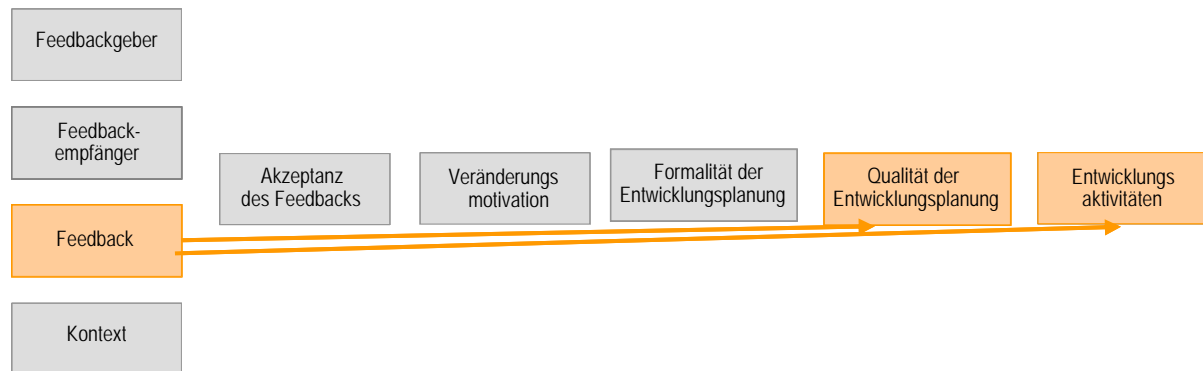 Feedbackgeber
Feedback-
empfänger
Akzeptanz
des Feedbacks
Veränderungs
motivation
Formalität der
Entwicklungsplanung
Qualität der
Entwicklungsplanung
Entwicklungs
aktivitäten
Feedback
Kontext